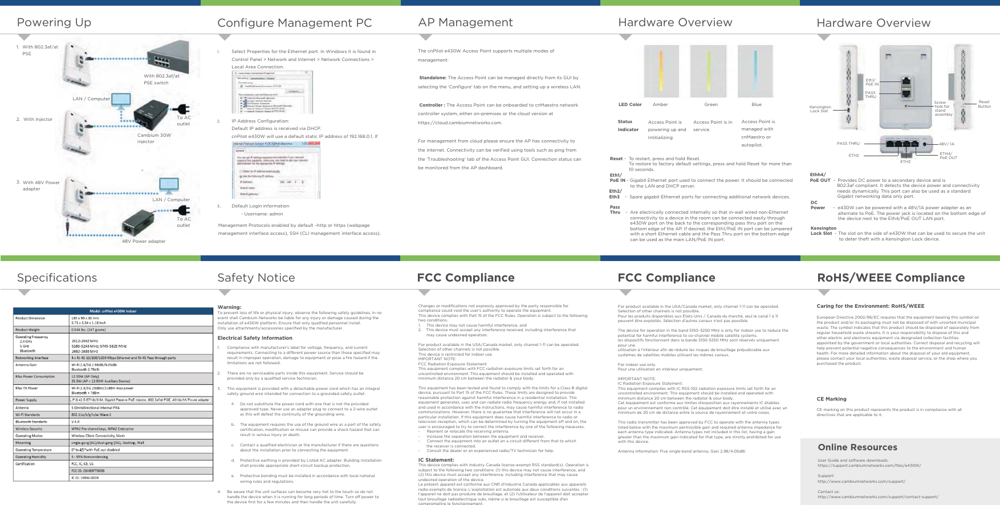 Powering Up
1. With 802.3af/at
PSE
With 802.3af/at
PSE switch
LAN / Computer
To AC
outlet
2. With Injector
Cambium 30W
injector
3. With 48V Power
adapter
LAN / Computer
To AC
outlet
48V Power adapter
Configure Management PC
1. Select Properties for the Ethernet port. In Windows it is found in
Control Panel > Network and Internet > Network Connections >
Local Area Connection.
2. IP Address Configuration:
Default IP address is received via DHCP.
cnPilot e430W will use a default static IP address of 192.168.0.1, If
3. Default Login information
- Username: admin
Management Protocols enabled by default –http or https (webpage
management interface access), SSH (CLI management interface access).
AP Management
The cnPilot e430W Access Point supports multiple modes of
management:
Standalone: The Access Point can be managed directly from its GUI by
selecting the 'Configure' tab on the menu, and setting up a wireless LAN.
Controller : The Access Point can be onboarded to cnMaestro network
controller system, either on-premises or the cloud version at
https://cloud.cambiumnetworks.com.
For management from cloud please ensure the AP has connectivity to
the internet. Connectivity can be verified using tools such as ping from
the 'Troubleshooting' tab of the Access Point GUI. Connection status can
be monitored from the AP dashboard.
Hardware Overview
LED Color Amber Green Blue
Status
Indicator
Access Point is
powering up and
Intitializing
Access Point is in
service.
Access Point is
managed with
cnMaestro or
autopilot.
Reset - To restart, press and hold Reset.
To restore to factory default settings, press and hold Reset for more than
10 seconds.
Eth1/
PoE IN - Gigabit Ethernet port used to connect the power. It should be connected
to the LAN and DHCP server.
Eth2/
Eth3 - Spare gigabit Ethernet ports for connecting additional network devices.
Pass
Thru - Are electrically connected internally so that in-wall wired non-Ethernet
connectivity to a device in the room can be connected easily through
e430W port on the back to the corresponding pass thru port on the
bottom edge of the AP. If desired, the Eth1/PoE IN port can be jumpered
with a short Ethernet cable and the Pass Thru port on the bottom edge
can be used as the main LAN/PoE IN port.
Hardware Overview
Eth1/
PoE IN
PASS
THRU
Kensington
Lock Slot
Screw
hole for
stand
assembly
Reset
Button
PASS THRU
48V/ 1A
ETH2
ETH3
ETH4/
PoE OUT
Ethh4/
PoE OUT - Provides DC power to a secondary device and is
802.3af compliant. It detects the device power and connectivity
needs dynamically. This port can also be used as a standard
Gigabit networking data only port.
DC
Power - e430W can be powered with a 48V/1A power adapter as an
alternate to PoE. The power jack is located on the bottom edge of
the device next to the Eth4/PoE OUT LAN port.
Kensington
Lock Slot - The slot on the side of e430W that can be used to secure the unit
to deter theft with a Kensington Lock device.
Specifications
Model: cnPilot e430W Indoor
Product Dimension 145 x 90 x 30 mm
5.71 x 3.54 x 1.18 inch
Product Weight 0.544 lbs. (247 grams)
Operating Frequency
2.4 GHz 2412-2462 MHz
5 GHz 5180-5240 MHz; 5745-5825 MHz
Bluetooth 2402-2480 MHz
Networking Interface 4 x RJ-45 10/100/1000 Mbps Ethernet and RJ-45 Pass through ports
Antenna Gain Wi-Fi 2.4/5G 2.98dBi/4.05dBi
Bluetooth 2.79dBi
Max Power Consumption 12.55W (AP Only)
25.5W (AP + 12.95W Auxiliary Device)
Max TX Power Wi-Fi 2.4/5G 23dBm/21dBm max power
Bluetooth + 7dBm
Power Supply L.P.S 42.5-57Vdc/0.6A Gigabit Passive PoE injector, 802.3af/at PSE, 48Vdc/1A Power adapter
Antenna 5 Omnidirectional Internal PIFA
Wi-Fi Standards 802.11a/b/g/n/ac Wave 2
Bluetooth Standards V 4.0
Wireless Security WPA2 Pre-shared keys, WPA2 Enterprise
Operating Modes Wireless Client Connectivity, Mesh
Mounting single-gang (SG)/dual-gang (DG), Desktop, Wall
Operating Temperature 0° to 45° with PoE out disabled
Operating Humidity 5 - 95% Noncondensing
Certification FCC, IC, CE, UL
FCC ID: Z8H89FT0039
IC ID: 109W-0039
Safety Notice
Warning:
To prevent loss of life or physical injury, observe the following safety guidelines. In no
event shall Cambium Networks be liable for any injury or damage caused during the
installation of e430W platform. Ensure that only qualified personnel install.
Only use attachments/accessories specified by the manufacturer.
Electrical Safety Information
1. Compliance with manufacturer's label for voltage, frequency, and current
requirements. Connecting to a different power source than those specified may
result in improper operation, damage to equipment or pose a fire hazard if the
limitations are not followed.
2. There are no serviceable parts inside this equipment. Service should be
provided only by a qualified service technician.
3. This equipment is provided with a detachable power cord which has an integral
safety ground wire intended for connection to a grounded safety outlet.
a. Do not substitute the power cord with one that is not the provided
approved type. Never use an adapter plug to connect to a 2-wire outlet
as this will defeat the continuity of the grounding wire.
b. The equipment requires the use of the ground wire as a part of the safety
certification, modification or misuse can provide a shock hazard that can
result in serious injury or death.
c. Contact a qualified electrician or the manufacturer if there are questions
about the installation prior to connecting the equipment.
d. Protective earthing is provided by Listed AC adapter. Building installation
shall provide appropriate short-circuit backup protection.
e. Protective bonding must be installed in accordance with local national
wiring rules and regulations.
4. Be aware that the unit surfaces can become very hot to the touch so do not
handle the device when it is running for long periods of time. Turn off power to
the device first for a few minutes and then handle the unit carefully.
FCC Compliance
Changes or modifications not expressly approved by the party responsible for
compliance could void the user's authority to operate the equipment.
This device complies with Part 15 of the FCC Rules. Operation is subject to the following
two conditions:
1. This device may not cause harmful interference, and
2. This device must accept any interference received, including interference that
may cause undesired operation.
For product available in the USA/Canada market, only channel 1-11 can be operated.
Selection of other channels is not possible.
This device is restricted for indoor use.
IMPORTANT NOTE:
FCC Radiation Exposure Statement:
This equipment complies with FCC radiation exposure limits set forth for an
uncontrolled environment. This equipment should be installed and operated with
minimum distance 20 cm between the radiator & your body.
This equipment has been tested and found to comply with the limits for a Class B digital
device, pursuant to Part 15 of the FCC Rules. These limits are designed to provide
reasonable protection against harmful interference in a residential installation. This
equipment generates, uses and can radiate radio frequency energy and, if not installed
and used in accordance with the instructions, may cause harmful interference to radio
communications. However, there is no guarantee that interference will not occur in a
particular installation. If this equipment does cause harmful interference to radio or
television reception, which can be determined by turning the equipment off and on, the
user is encouraged to try to correct the interference by one of the following measures:
- Reorient or relocate the receiving antenna.
- Increase the separation between the equipment and receiver.
- Connect the equipment into an outlet on a circuit different from that to which
the receiver is connected.
- Consult the dealer or an experienced radio/TV technician for help.
IC Statement:
This device complies with Industry Canada license-exempt RSS standard(s). Operation is
subject to the following two conditions: (1) this device may not cause interference, and
(2) this device must accept any interference, including interference that may cause
undesired operation of the device.
Le présent appareil est conforme aux CNR d'Industrie Canada applicables aux appareils
radio exempts de licence. L'exploitation est autorisée aux deux conditions suivantes : (1)
l'appareil ne doit pas produire de brouillage, et (2) l'utilisateur de l'appareil doit accepter
tout brouillage radioélectrique subi, même si le brouillage est susceptible d'en
compromettre le fonctionnement.
FCC Compliance
For product available in the USA/Canada market, only channel 1-11 can be operated.
Selection of other channels is not possible.
Pour les produits disponibles aux États-Unis / Canada du marché, seul le canal 1 à 11
peuvent être exploités. Sélection d'autres canaux n'est pas possible.
The device for operation in the band 5150–5250 MHz is only for indoor use to reduce the
potential for harmful interference to co-channel mobile satellite systems.
les dispositifs fonctionnant dans la bande 5150-5250 MHz sont réservés uniquement
pour une
utilisation à l'intérieur afin de réduire les risques de brouillage préjudiciable aux
systèmes de satellites mobiles utilisant les mêmes canaux.
For indoor use only.
Pour une utilisation en intérieur uniquement.
IMPORTANT NOTE:
IC Radiation Exposure Statement:
This equipment complies with IC RSS-102 radiation exposure limits set forth for an
uncontrolled environment. This equipment should be installed and operated with
minimum distance 20 cm between the radiator & your body.
Cet équipement est conforme aux limites d'exposition aux rayonnements IC établies
pour un environnement non contrôlé. Cet équipement doit être installé et utilisé avec un
minimum de 20 cm de distance entre la source de rayonnement et votre corps.
This radio transmitter has been approved by FCC to operate with the antenna types
listed below with the maximum permissible gain and required antenna impedance for
each antenna type indicated. Antenna types not included in this list, having a gain
greater than the maximum gain indicated for that type, are strictly prohibited for use
with this device.
Antenna Information: Five single-band antenna, Gain 2.98/4.05dBi
RoHS/WEEE Compliance
Caring for the Environment: RoHS/WEEE
European Directive 2002/96/EC requires that the equipment bearing this symbol on
the product and/or its packaging must not be disposed of with unsorted municipal
waste. The symbol indicates that this product should be disposed of separately from
regular household waste streams. It is your responsibility to dispose of this and
other electric and electronic equipment via designated collection facilities
appointed by the government or local authorities. Correct disposal and recycling will
help prevent potential negative consequences to the environment and human
health. For more detailed information about the disposal of your old equipment,
please contact your local authorities, waste disposal service, or the shop where you
purchased the product.
CE Marking
CE marking on this product represents the product is in compliance with all
directives that are applicable to it.
Online Resources
User Guide and software downloads:
https://support.cambiumnetworks.com/files/e430W/
Support:
http://www.cambiumnetworks.com/support/
Contact us:
http://www.cambiumnetworks.com/support/contact-support/